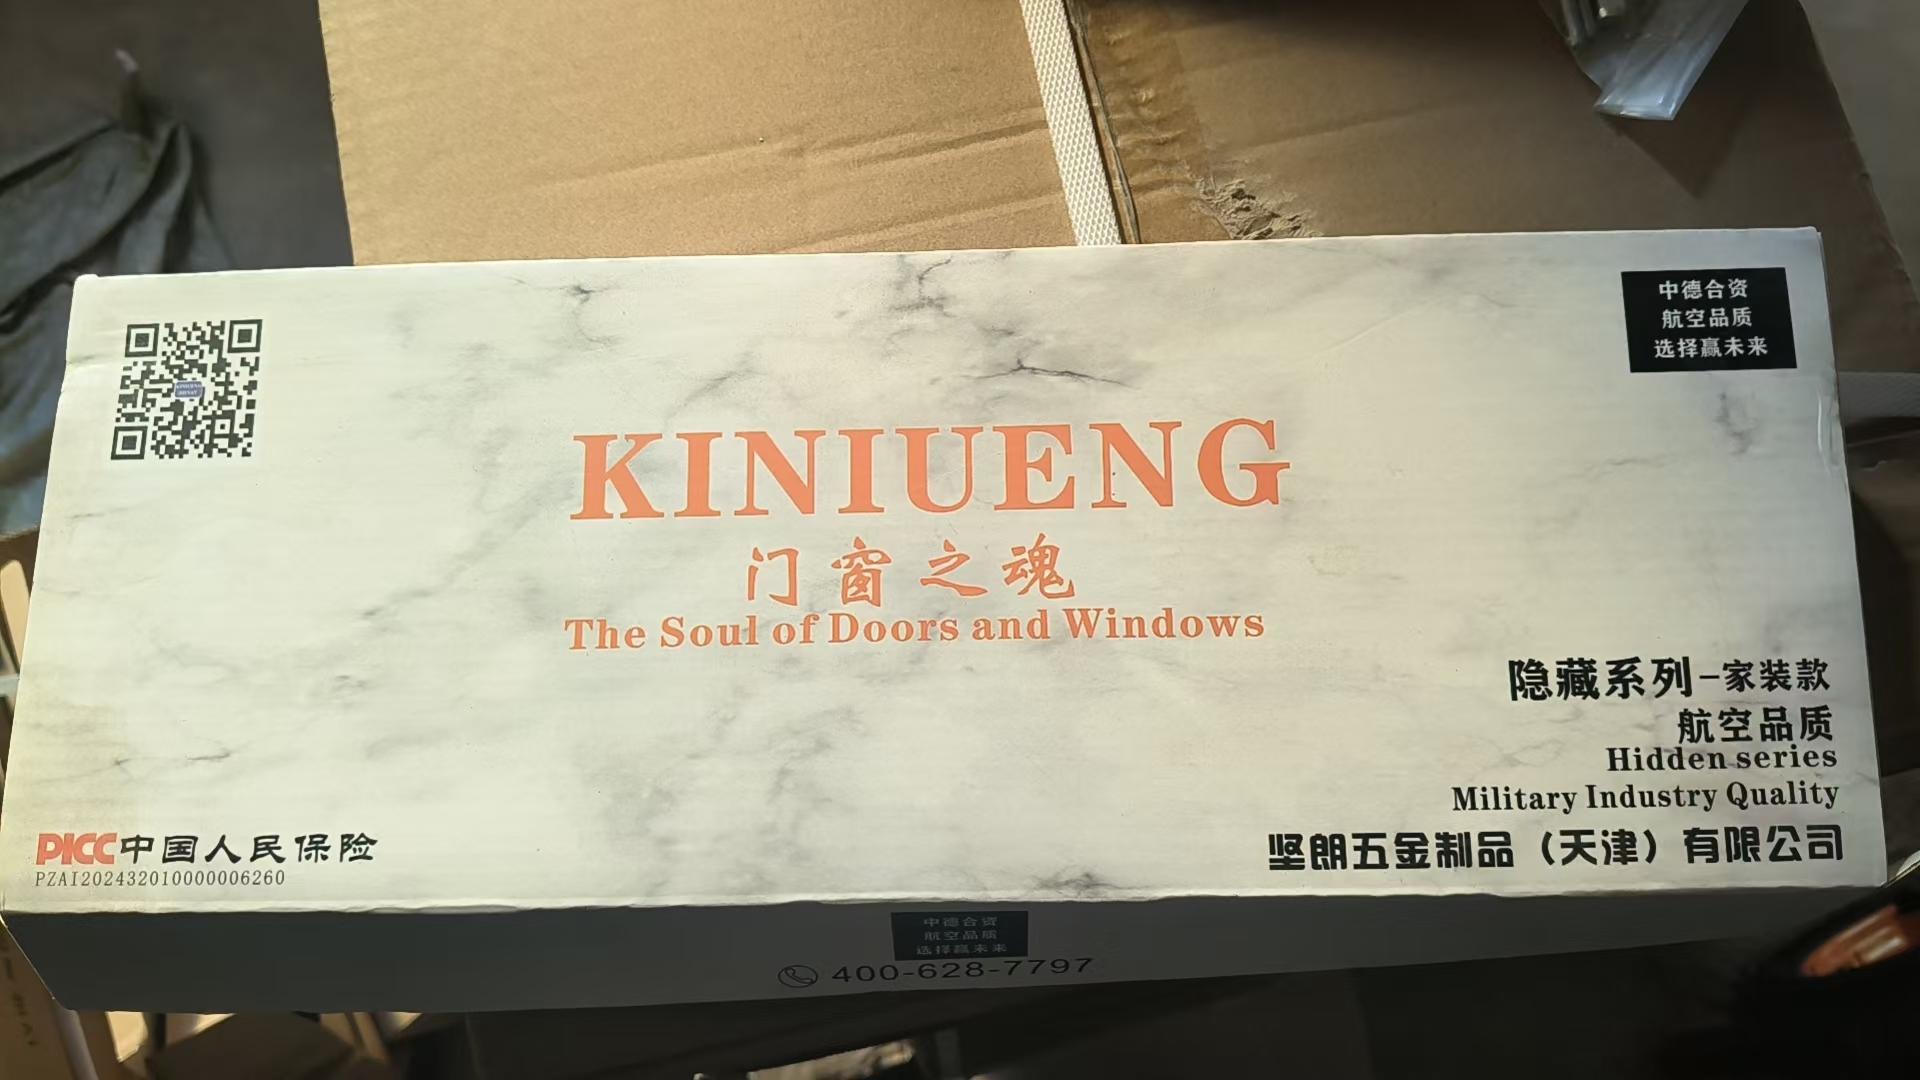 中德合资
航空品质
选择赢未来
KINIUENG
门窗之魂
The Soul of Doors and Windows
隐藏系列-家装款
航空品质
Hidden series
Military Industry Quality
坚朗五金制品（天津）有限公司
PICC中国人民保险
PZAI202432010000006260
中德合资
航空品质
选择赢未来
400-628-7797